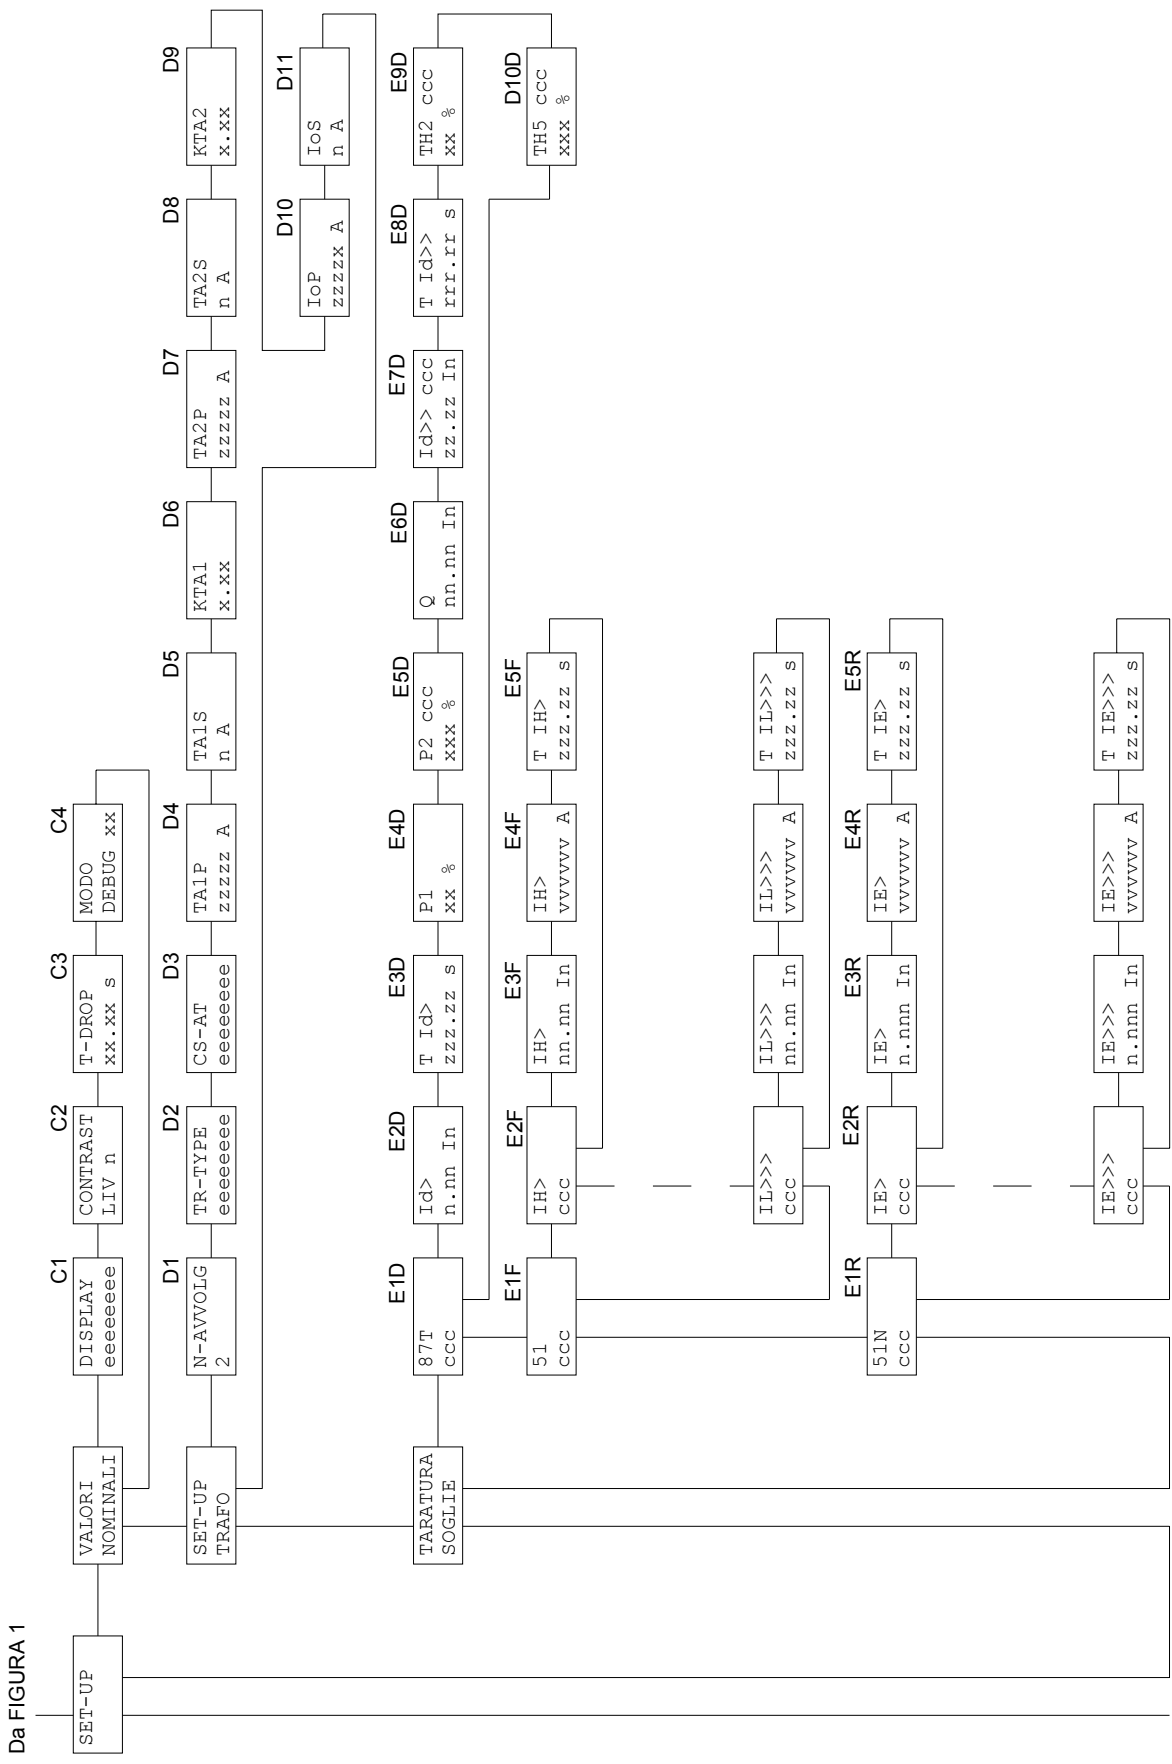 Da FIGURA 1
SET-UP
VALORI
NOMINALI
C1
DISPLAY
eeeeeeee
C2
CONTRAST
LIV n
C3
T-DROP
xx.xx s
C4
MODO
DEBUG xx
SET-UP
TRAFO
D1
N-AVVOLG
2
D2
TR-TYPE
eeeeeeee
D3
CS-AT
eeeeeeee
D4
TA1P
zzzzz A
D5
TA1S
n A
D6
KTA1
x.xx
D7
TA2P
zzzzz A
D8
TA2S
n A
D9
KTA2
x.xx
D10
IoP
zzzzx A
D11
IoS
n A
TARATURA
SOGLIE
E1D
87T
ccc
E2D
Id>
n.nn In
E3D
T Id>
zzz.zz s
E4D
P1
xx %
E5D
P2 ccc
xxx %
E6D
Q
nn.nn In
E7D
Id>> ccc
zz.zz In
E8D
T Id>>
rrr.rr s
E9D
TH2 ccc
xx %
D10D
TH5 ccc
xxx %
E1F
51
ccc
E2F
IH>
ccc
E3F
IH>
nn.nn In
E4F
IH>
vvvvvv A
E5F
T IH>
zzz.zz s
IL>>>
ccc
IL>>>
nn.nn In
IL>>>
vvvvvv A
T IL>>>
zzz.zz s
E1R
51N
ccc
E2R
IE>
ccc
E3R
IE>
n.nnn In
E4R
IE>
vvvvvv A
E5R
T IE>
zzz.zz s
IE>>>
ccc
IE>>>
n.nnn In
IE>>>
vvvvvv A
T IE>>>
zzz.zz s